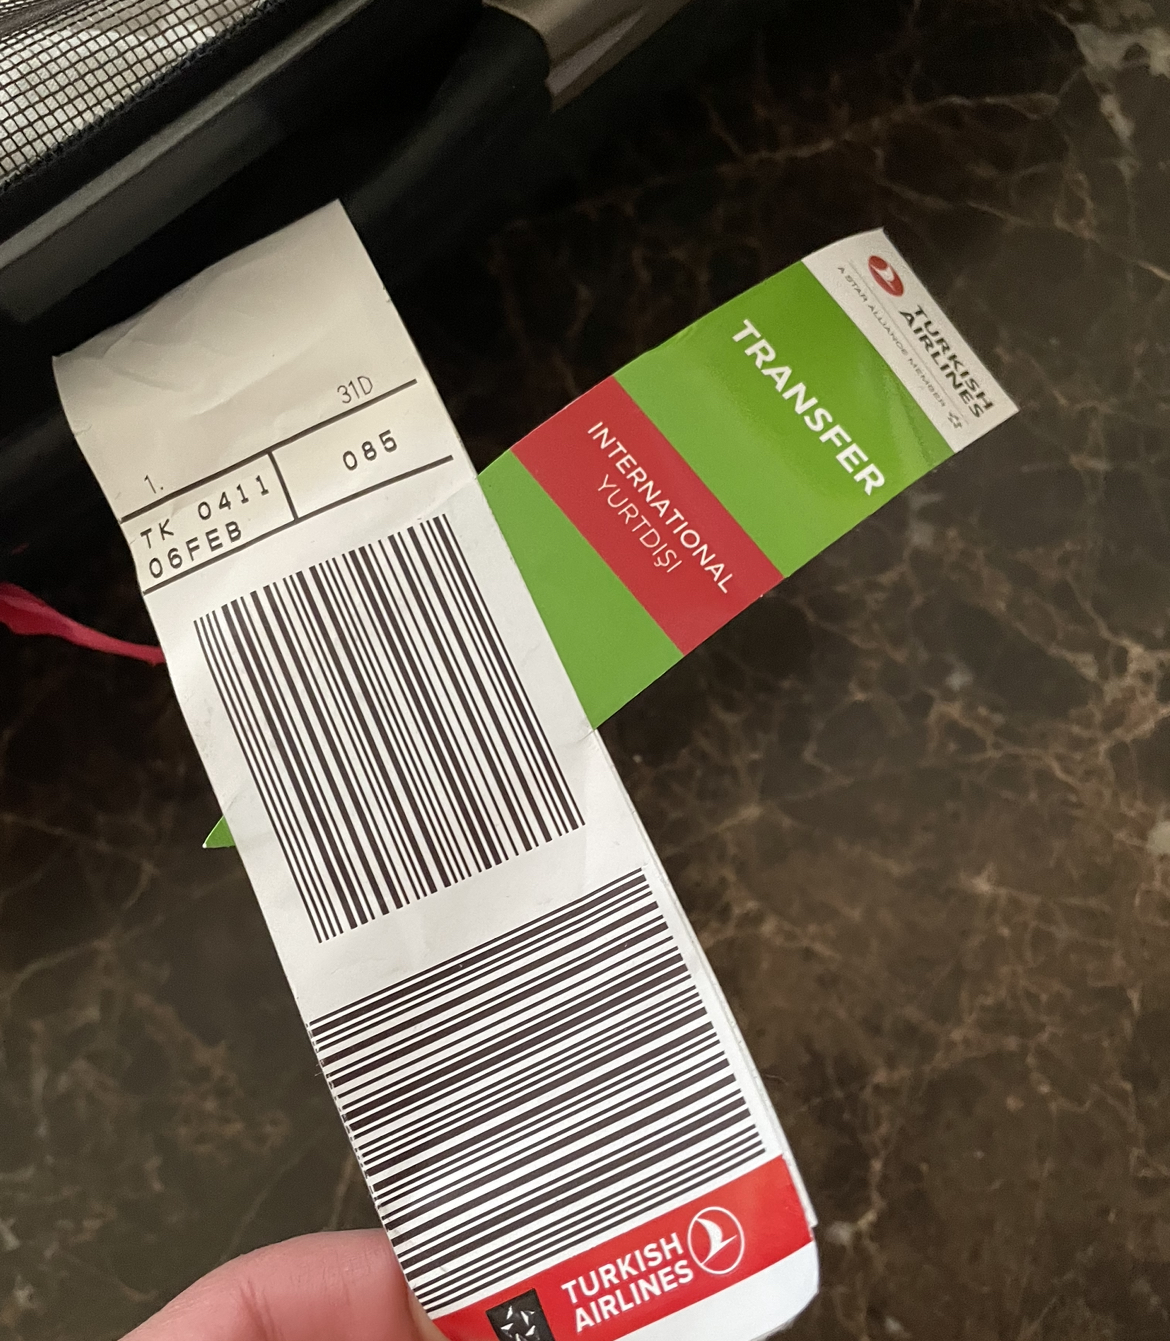 31D
1.
TK 0411
06FEB
085
TRANSFER
INTERNATIONAL
YURTDIŞI
TURKISH
AIRLINES
A STAR ALLIANCE MEMBER
TURKISH
AIRLINES